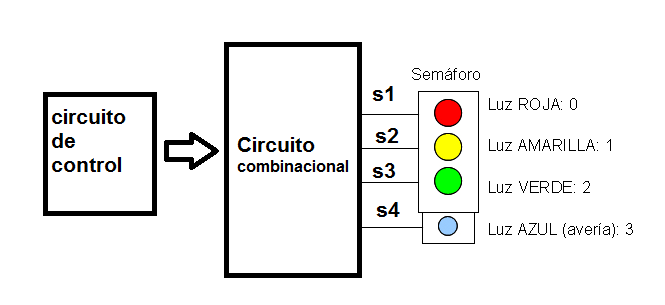 circuito
de
control
Circuito
combinacional
s1
s2
s3
s4
Semáforo
Luz ROJA: 0
Luz AMARILLA: 1
Luz VERDE: 2
Luz AZUL (avería): 3